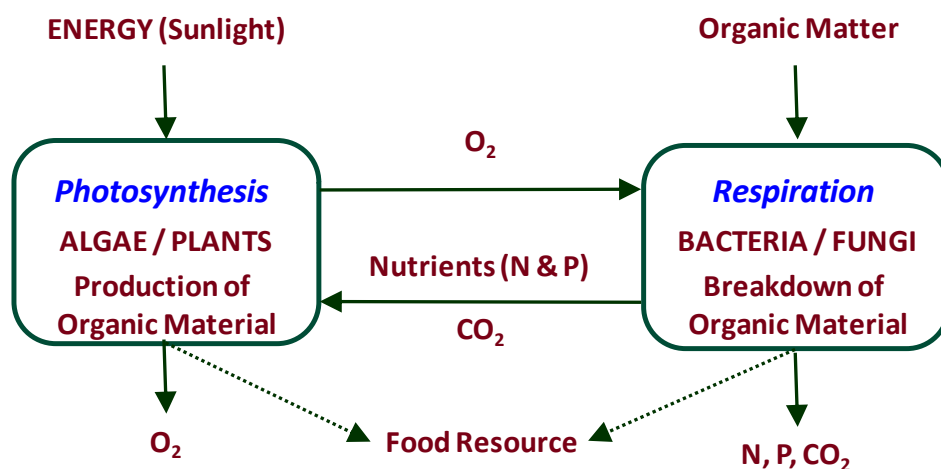 ENERGY (Sunlight)
Organic Matter
O₂
Photosynthesis
ALGAE / PLANTS
Production of
Organic Material
Nutrients (N & P)
CO₂
Respiration
BACTERIA / FUNGI
Breakdown of
Organic Material
O₂
Food Resource
N, P, CO₂